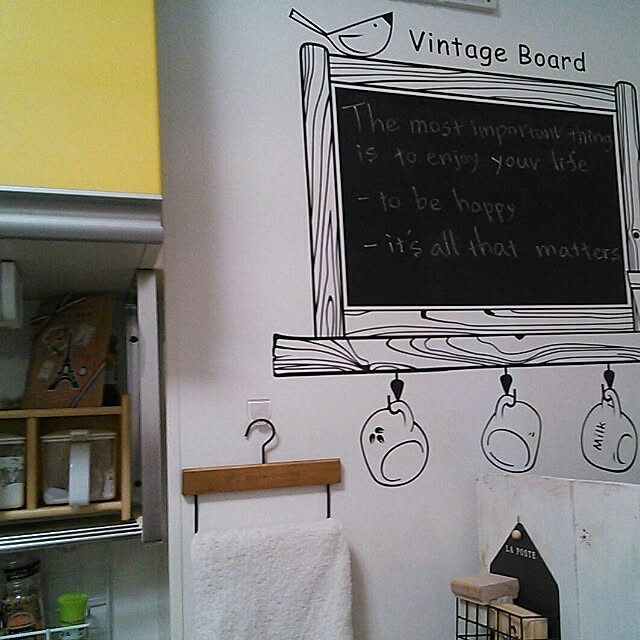 Vintage Board
The most important thing
is to enjoy your life
- to be happy
- it's all that matters
Milk
LA POSTE